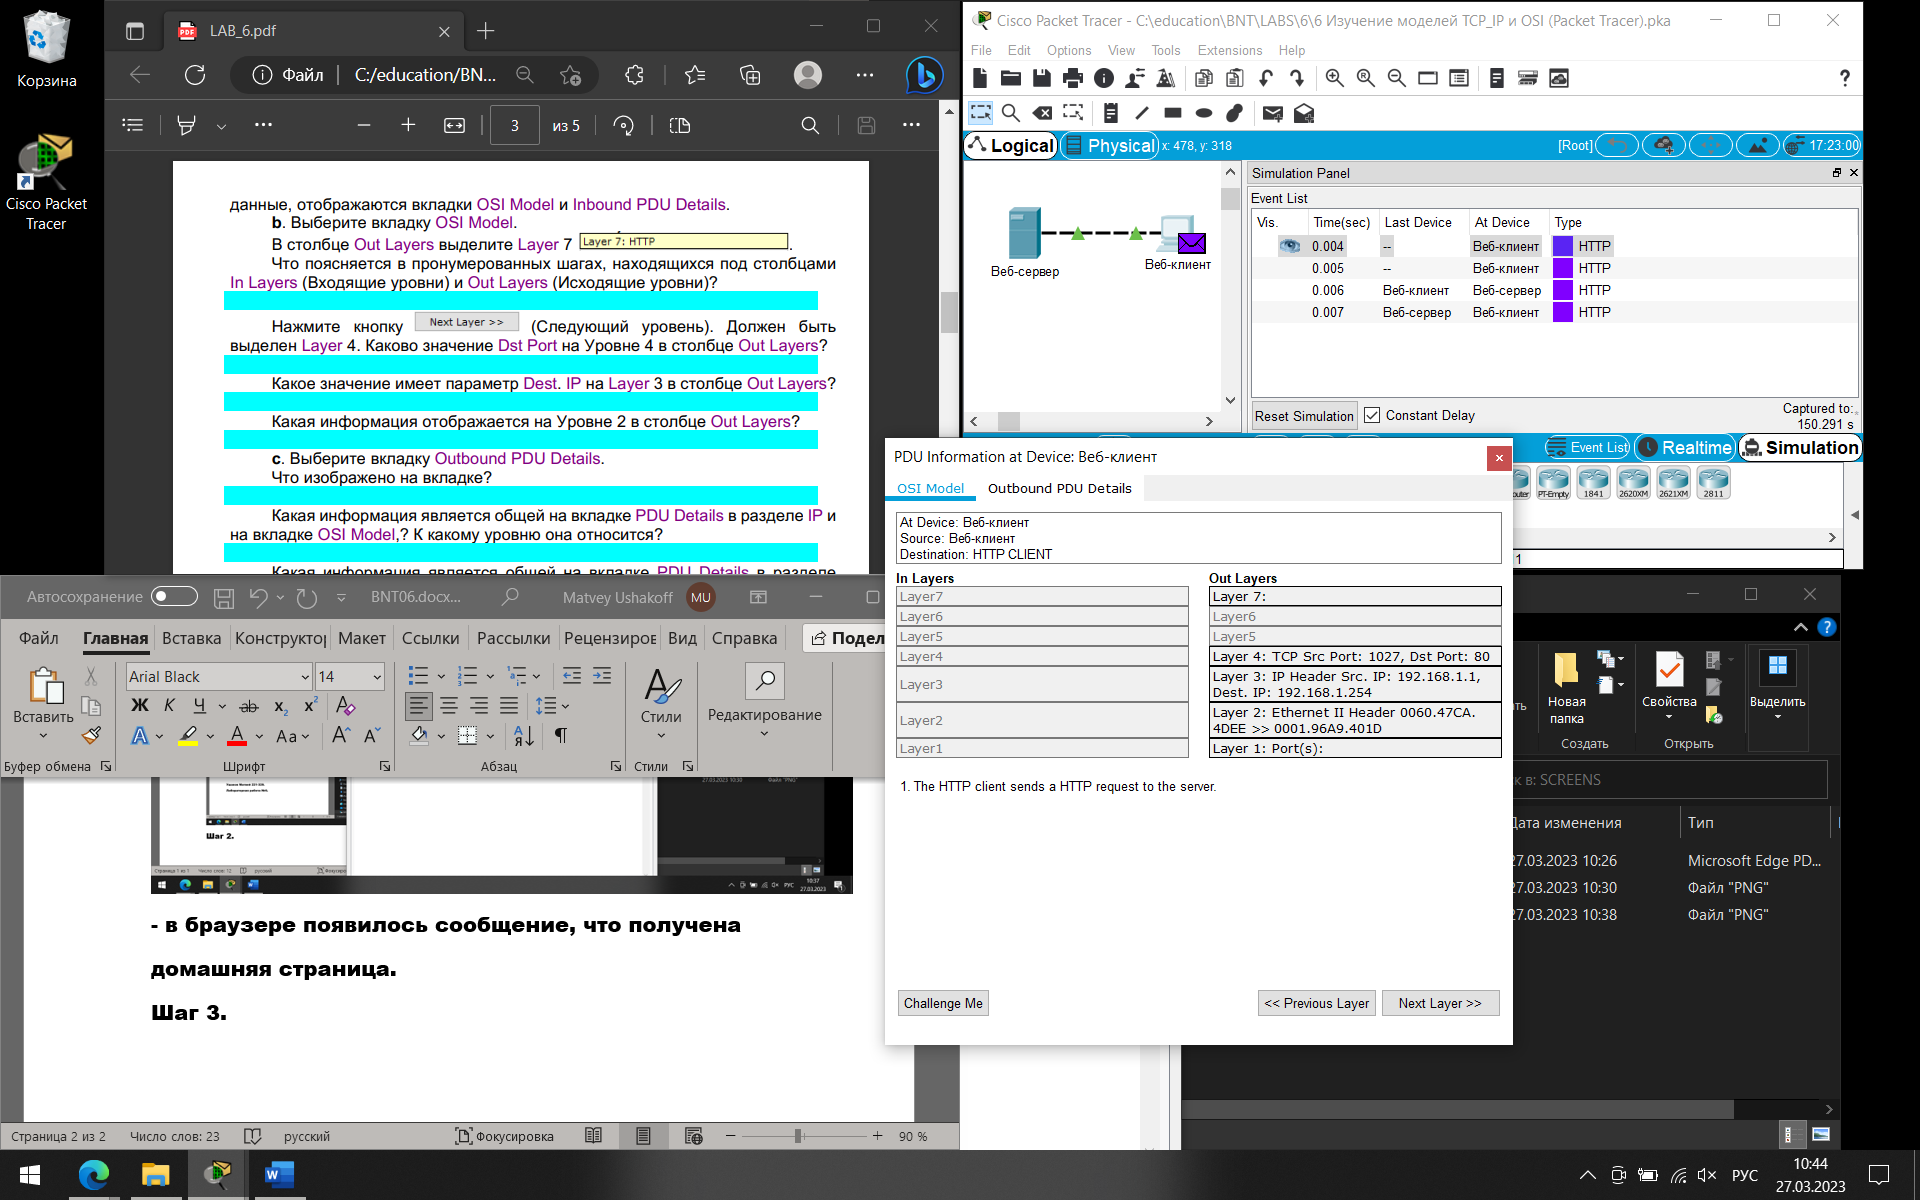 Корзина
Cisco Packet
Tracer
LAB_6.pdf
Файл
C:/education/BN...
3
из 5
данные, отображаются вкладки OSI Model и Inbound PDU Details.
b. Выберите вкладку OSI Model.
В столбце Out Layers выделите Layer 7 Layer 7: HTTP .
Что поясняется в пронумерованных шагах, находящихся под столбцами
In Layers (Входящие уровни) и Out Layers (Исходящие уровни)?
Нажмите кнопку Next Layer >> (Следующий уровень). Должен быть
выделен Layer 4. Каково значение Dst Port на Уровне 4 в столбце Out Layers?
Какое значение имеет параметр Dest. IP на Layer 3 в столбце Out Layers?
Какая информация отображается на Уровне 2 в столбце Out Layers?
c. Выберите вкладку Outbound PDU Details.
Что изображено на вкладке?
Какая информация является общей на вкладке PDU Details в разделе IP и
на вкладке OSI Model,? К какому уровню она относится?
Какая информация является общей на вкладке PDU Details в разделе
Cisco Packet Tracer - C:\education\BNT\LABS\6\6 Изучение моделей TCP_IP и OSI (Packet Tracer).pka
File Edit Options View Tools Extensions Help
?
Logical
Physical
x: 478, y: 318
[Root]
17:23:00
Веб-сервер
Веб-клиент
Simulation Panel
Event List
Vis. Time(sec) Last Device At Device Type
0.004 -- Веб-клиент HTTP
0.005 -- Веб-клиент HTTP
0.006 Веб-клиент Веб-сервер HTTP
0.007 Веб-сервер Веб-клиент HTTP
Reset Simulation
Constant Delay
Captured to:
150.291 s
Event List
Realtime
Simulation
PT-Empty
1841
2620XM
2621XM
2811
PDU Information at Device: Веб-клиент
OSI Model
Outbound PDU Details
At Device: Веб-клиент
Source: Веб-клиент
Destination: HTTP CLIENT
In Layers
Layer7
Layer6
Layer5
Layer4
Layer3
Layer2
Layer1
Out Layers
Layer 7:
Layer6
Layer5
Layer 4: TCP Src Port: 1027, Dst Port: 80
Layer 3: IP Header Src. IP: 192.168.1.1,
Dest. IP: 192.168.1.254
Layer 2: Ethernet II Header 0060.47CA.
4DEE >> 0001.96A9.401D
Layer 1: Port(s):
1. The HTTP client sends a HTTP request to the server.
Challenge Me
<< Previous Layer
Next Layer >>
Автосохранение
BNT06.docx...
Matvey Ushakoff
MU
Файл Главная Вставка Конструктор Макет Ссылки Рассылки Рецензиров Вид Справка
Подел
Вставить
Буфер обмена
Arial Black
14
Ж К Ч ab x₂ x²
Aa
Шрифт
Абзац
Стили
Стили
Редактирование
Шаг 2.
10:37
27.03.2023
- в браузере появилось сообщение, что получена
домашняя страница.
Шаг 3.
Страница 2 из 2
Число слов: 23
русский
Фокусировка
90 %
Новая
папка
Создать
Свойства
Открыть
Выделить
к в: SCREENS
Дата изменения
Тип
27.03.2023 10:26 Microsoft Edge PD...
27.03.2023 10:30 Файл "PNG"
27.03.2023 10:38 Файл "PNG"
РУС
10:44
27.03.2023